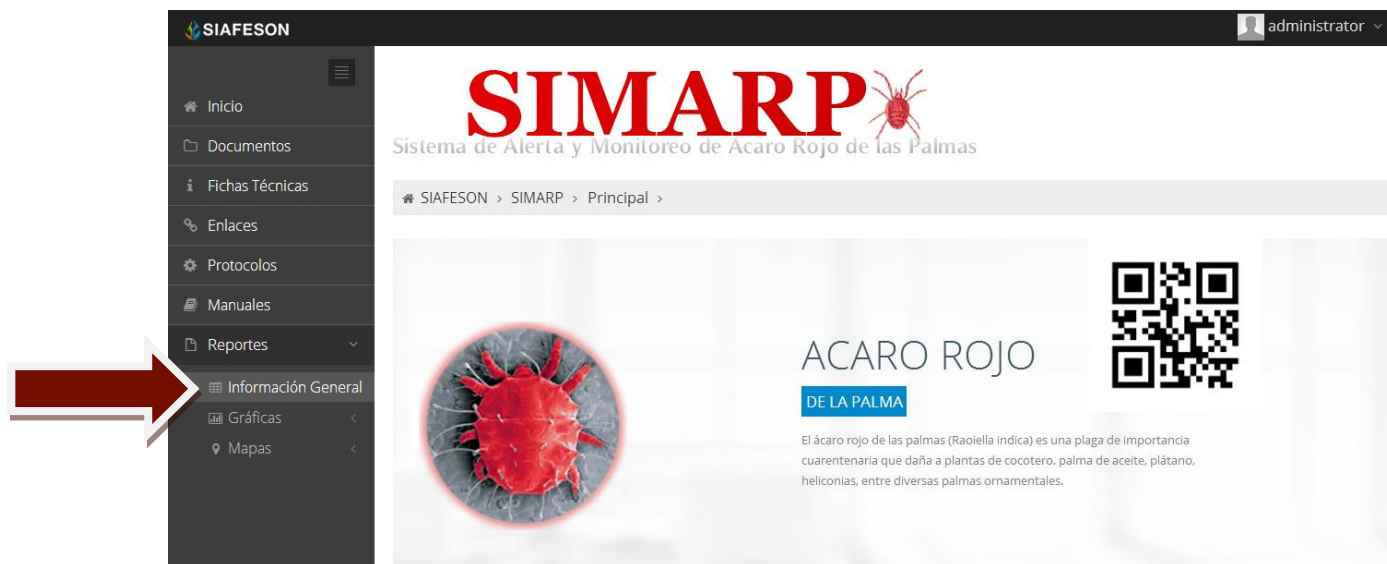 SIAFESON
administrator
Inicio
Documentos
Fichas Técnicas
Enlaces
Protocolos
Manuales
Reportes
Información General
Gráficas
Mapas
SIMARP
Sistema de Alerta y Monitoreo de Acaro Rojo de las Palmas
SIAFESON > SIMARP > Principal >
ACARO ROJO
DE LA PALMA
El ácaro rojo de las palmas (Raoiella indica) es una plaga de importancia
cuarentenaria que daña a plantas de cocotero, palma de aceite, plátano,
heliconias, entre diversas palmas ornamentales.